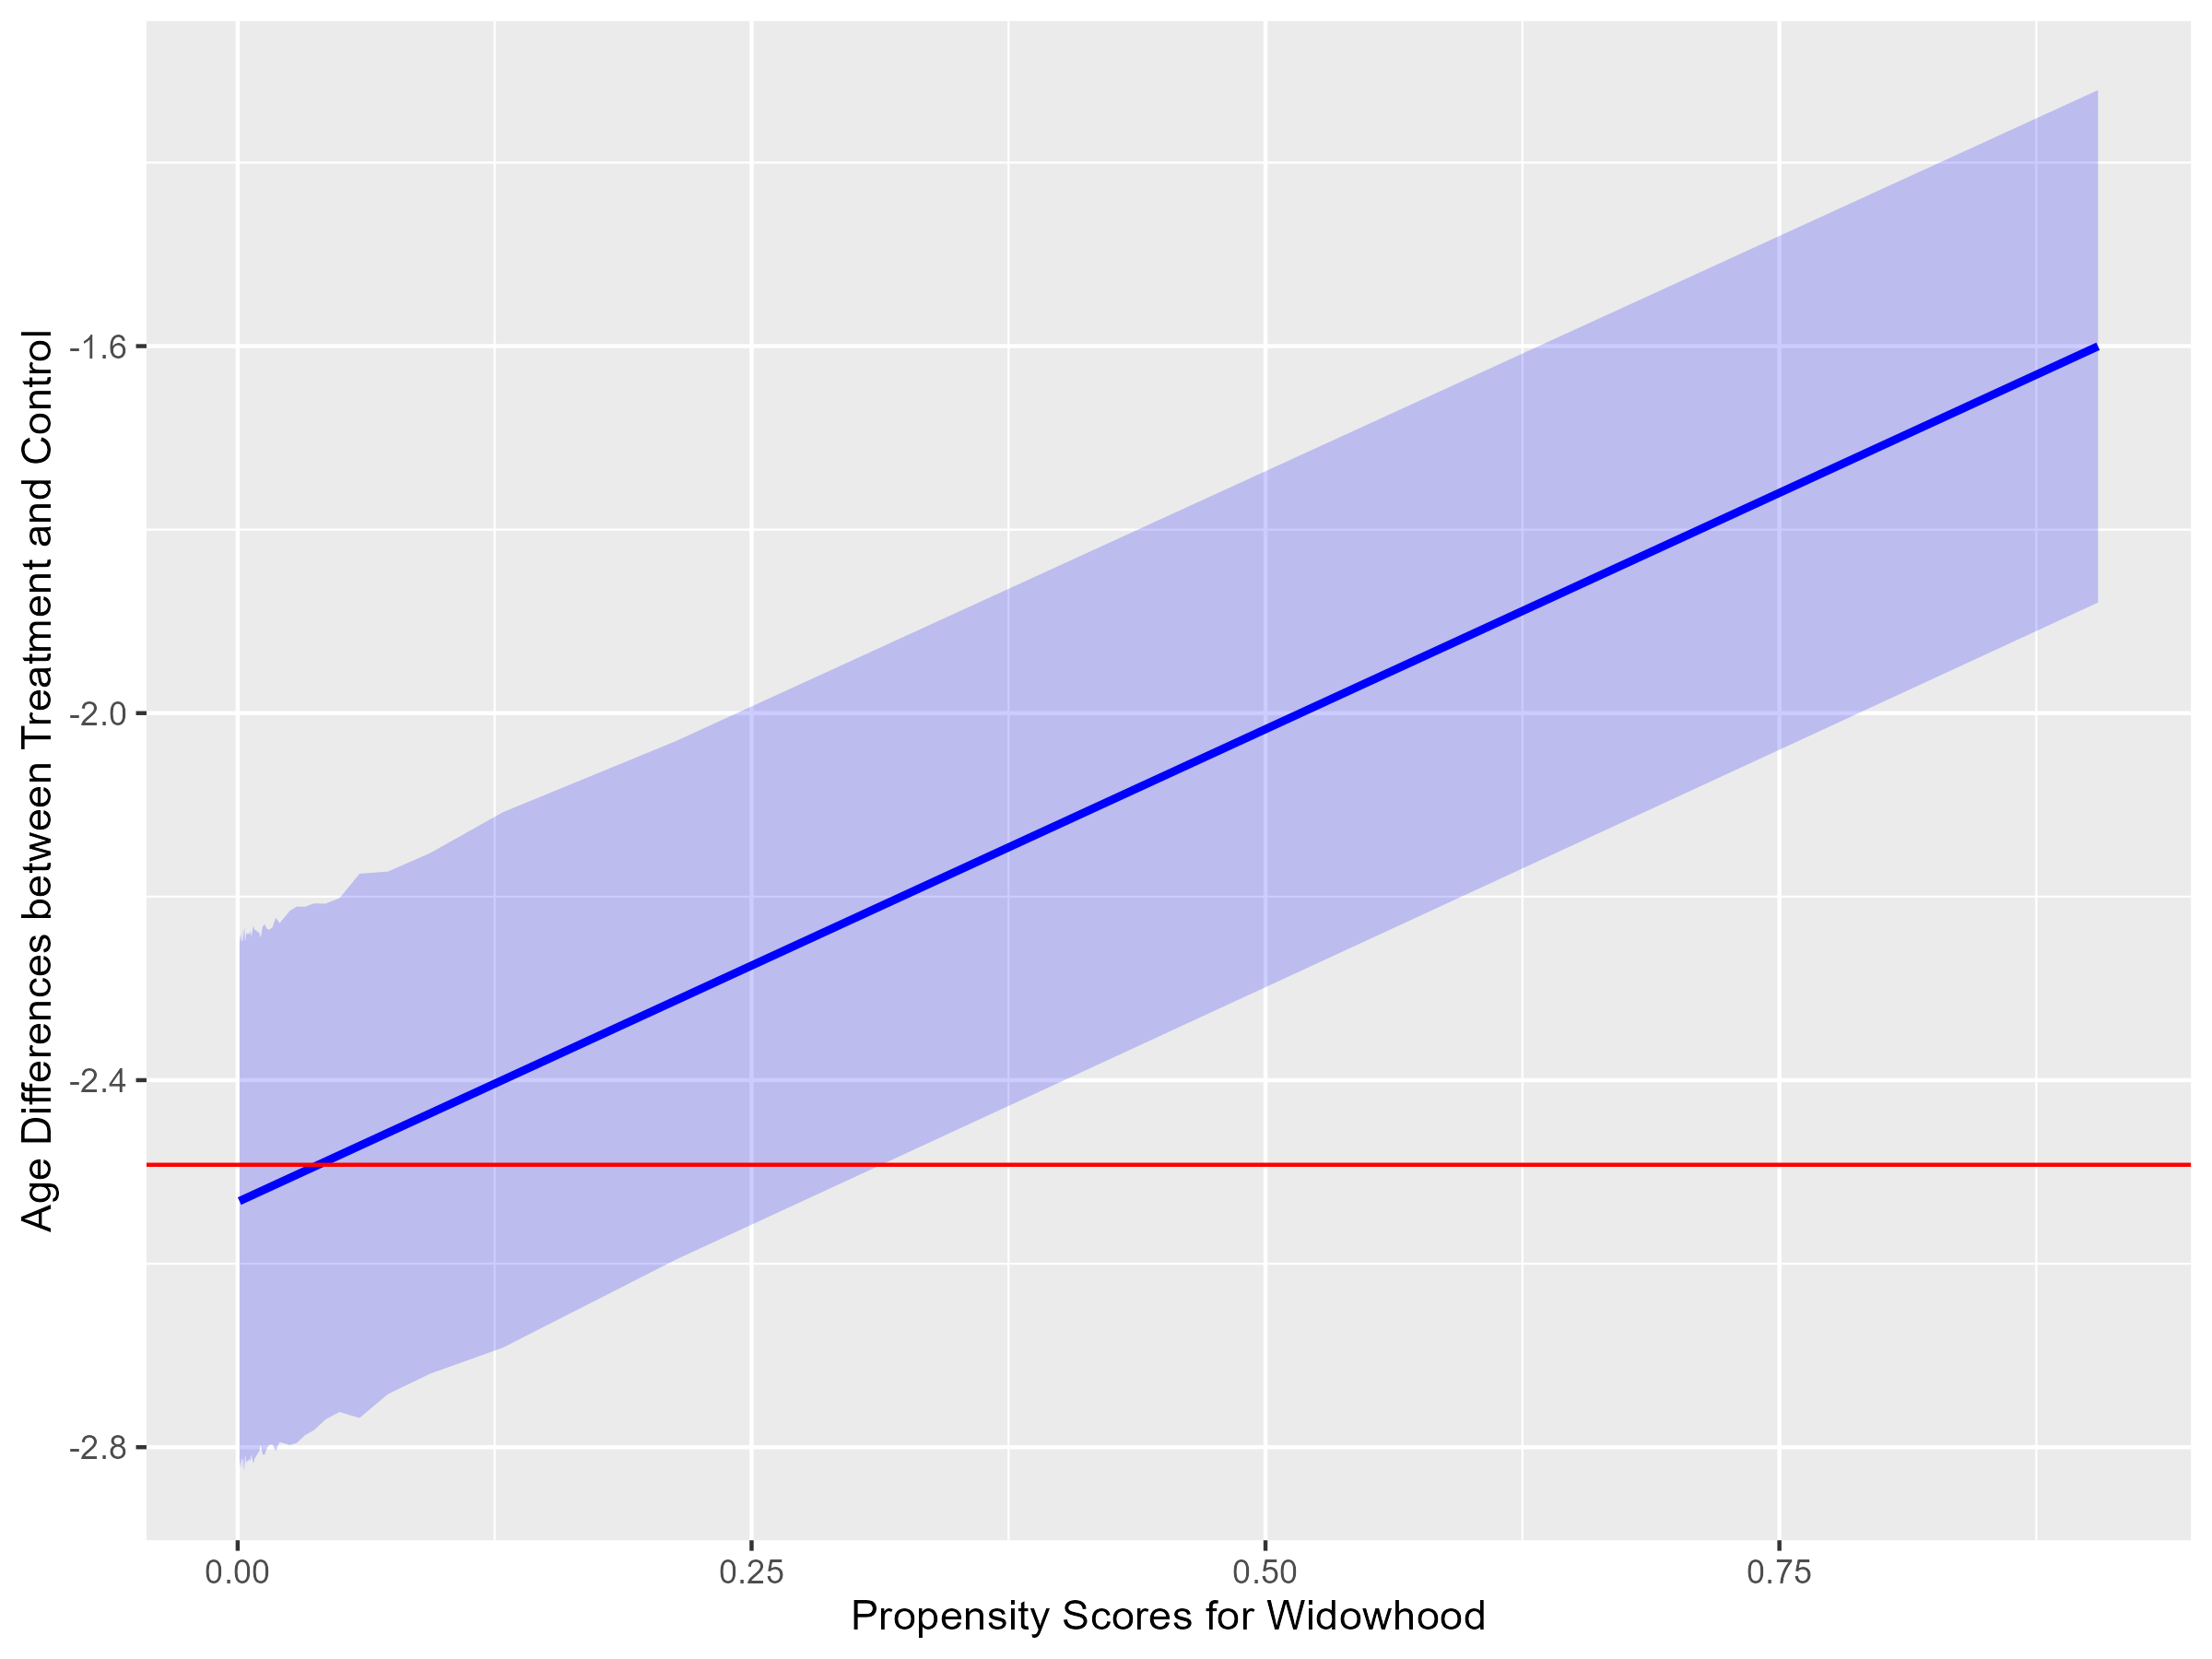 Age Differences between Treatment and Control
-1.6
-2.0
-2.4
-2.8
0.00 0.25 0.50 0.75
Propensity Scores for Widowhood